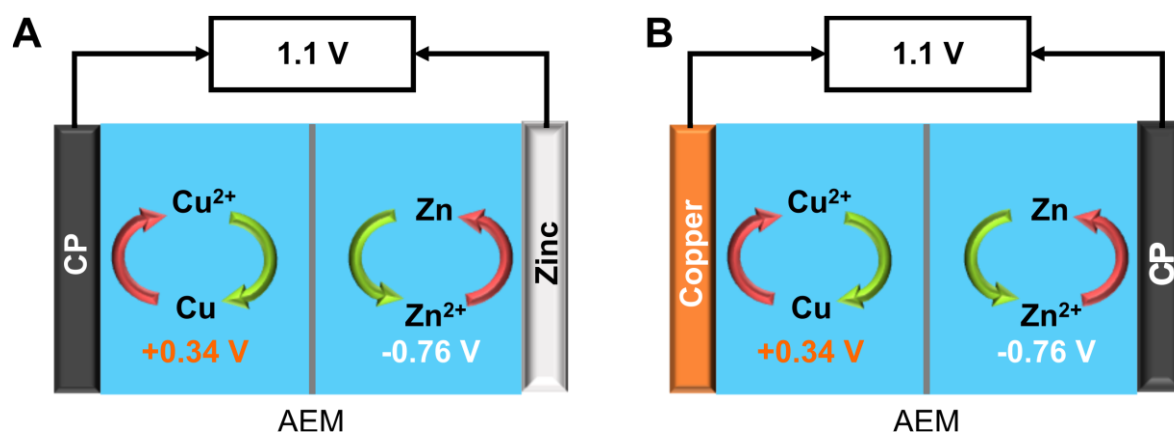 A
1.1 V
CP
Cu²⁺
Cu
+0.34 V
Zn
Zn²⁺
-0.76 V
Zinc
AEM
B
1.1 V
Copper
Cu²⁺
Cu
+0.34 V
Zn
Zn²⁺
-0.76 V
CP
AEM